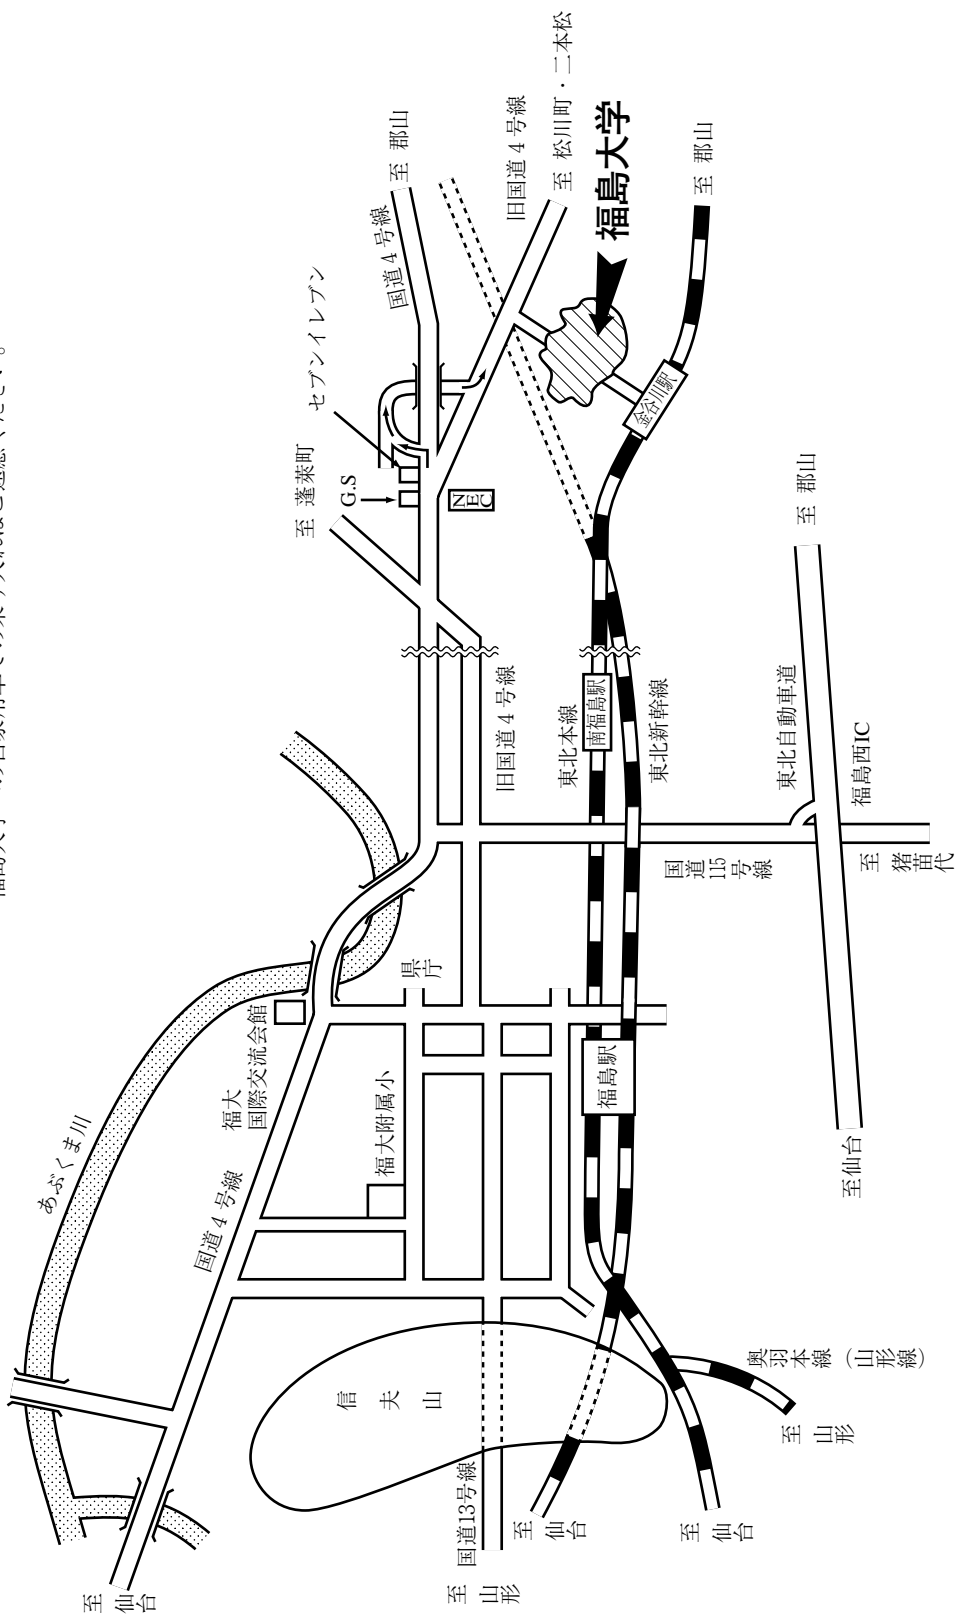 至 仙台
国道4号線
あぶくま川
福大
国際交流会館
福大附属小
県庁
信夫山
国道13号線
至 山形
至 仙台
至 仙台
奥羽本線（山形線）
至 山形
福島駅
至仙台
国道115号線
至 猪苗代
福島西IC
東北自動車道
至 郡山
東北新幹線
東北本線
南福島駅
旧国道4号線
至 蓬莱町
G.S
セブンイレブン
NEC
国道4号線
至 郡山
旧国道4号線
至 松川町・二本松
福島大学
金谷川駅
至 郡山